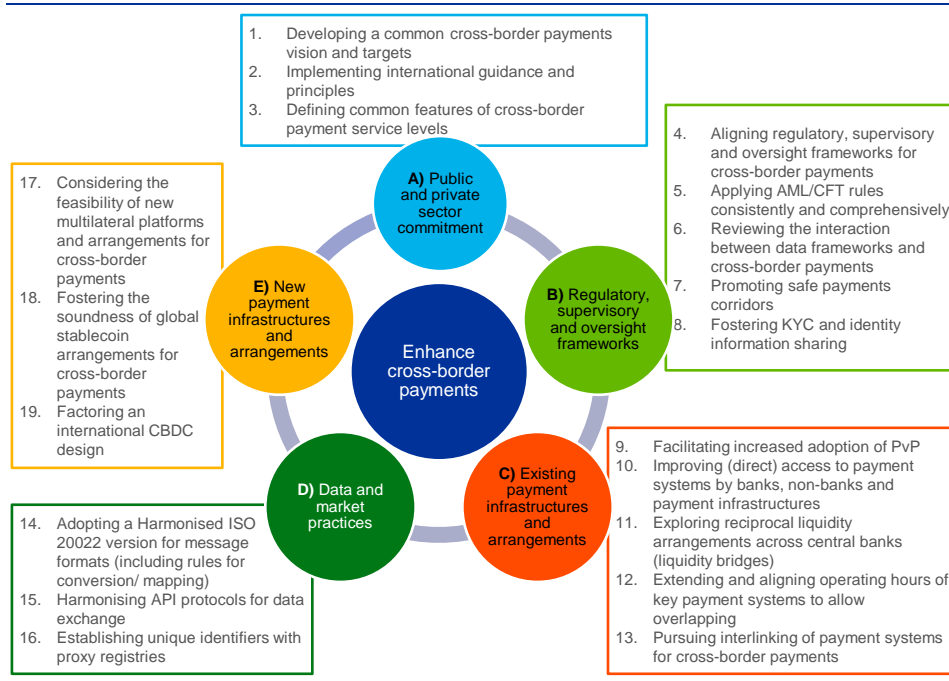 1. Developing a common cross-border payments
vision and targets
2. Implementing international guidance and
principles
3. Defining common features of cross-border
payment service levels
A) Public
and private
sector
commitment
4. Aligning regulatory, supervisory
and oversight frameworks for
cross-border payments
5. Applying AML/CFT rules
consistently and comprehensively
6. Reviewing the interaction
between data frameworks and
cross-border payments
7. Promoting safe payments
corridors
8. Fostering KYC and identity
information sharing
B) Regulatory,
supervisory
and oversight
frameworks
Enhance
cross-border
payments
9. Facilitating increased adoption of PvP
10. Improving (direct) access to payment
systems by banks, non-banks and
payment infrastructures
11. Exploring reciprocal liquidity
arrangements across central banks
(liquidity bridges)
12. Extending and aligning operating hours of
key payment systems to allow
overlapping
13. Pursuing interlinking of payment systems
for cross-border payments
C) Existing
payment
infrastructures
and
arrangements
D) Data and
market
practices
14. Adopting a Harmonised ISO
20022 version for message
formats (including rules for
conversion/ mapping)
15. Harmonising API protocols for data
exchange
16. Establishing unique identifiers with
proxy registries
E) New
payment
infrastructures
and
arrangements
17. Considering the
feasibility of new
multilateral platforms
and arrangements for
cross-border
payments
18. Fostering the
soundness of global
stablecoin
arrangements for
cross-border
payments
19. Factoring an
international CBDC
design